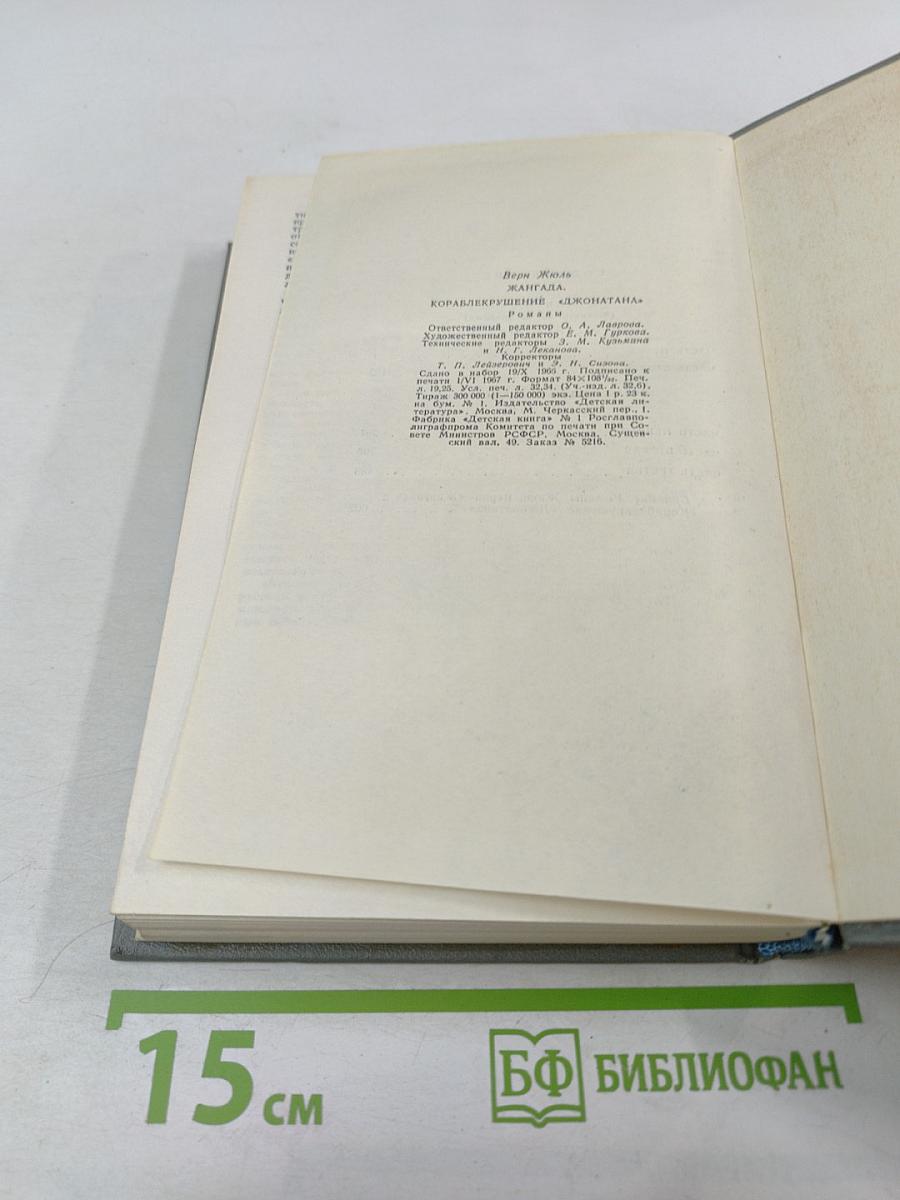 Верн Жюль
ЖАНГАДА.
КОРАБЛЕКРУШЕНИЕ «ДЖОНАТАНА»
Романы
Ответственный редактор О. А. Лаврова.
Художественный редактор Е. М. Гуркова.
Технические редакторы З. М. Кузьмина
и Н. Г. Леканова.
Корректоры
Т. П. Лейзерович и Э. Н. Сизова.
Сдано в набор 19/X 1966 г. Подписано к
печати 1/VI 1967 г. Формат 84×108¹/₃₂. Печ.
л. 19,25. Усл. печ. л. 32,34. (Уч.-изд. л. 32,6).
Тираж 300 000 (1—150 000) экз. Цена 1 р. 23 к.
на бум. № 1. Издательство «Детская ли-
тература». Москва, М. Черкасский пер., 1.
Фабрика «Детская книга» № 1 Росглавпо-
лиграфпрома Комитета по печати при Со-
вете Министров РСФСР, Москва, Сущев-
ский вал, 49. Заказ № 5216.
15 см
БФ БИБЛИОФАН